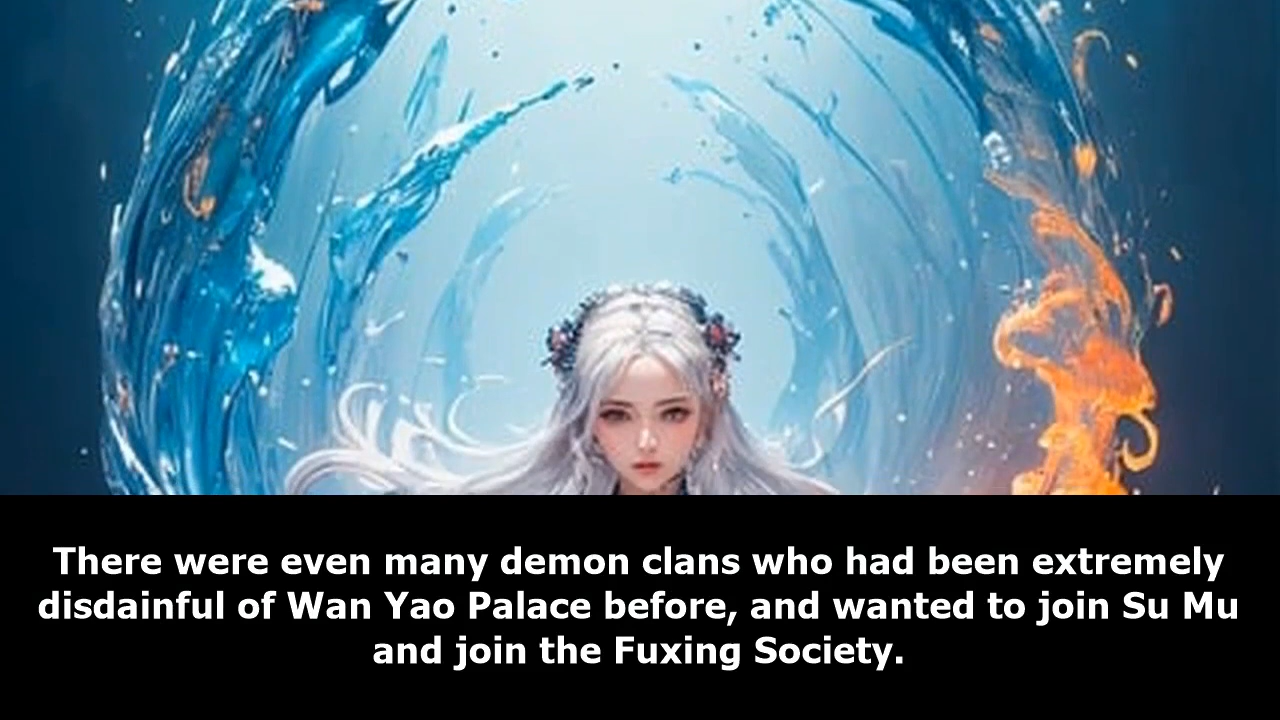 There were even many demon clans who had been extremely
disdainful of Wan Yao Palace before, and wanted to join Su Mu
and join the Fuxing Society.